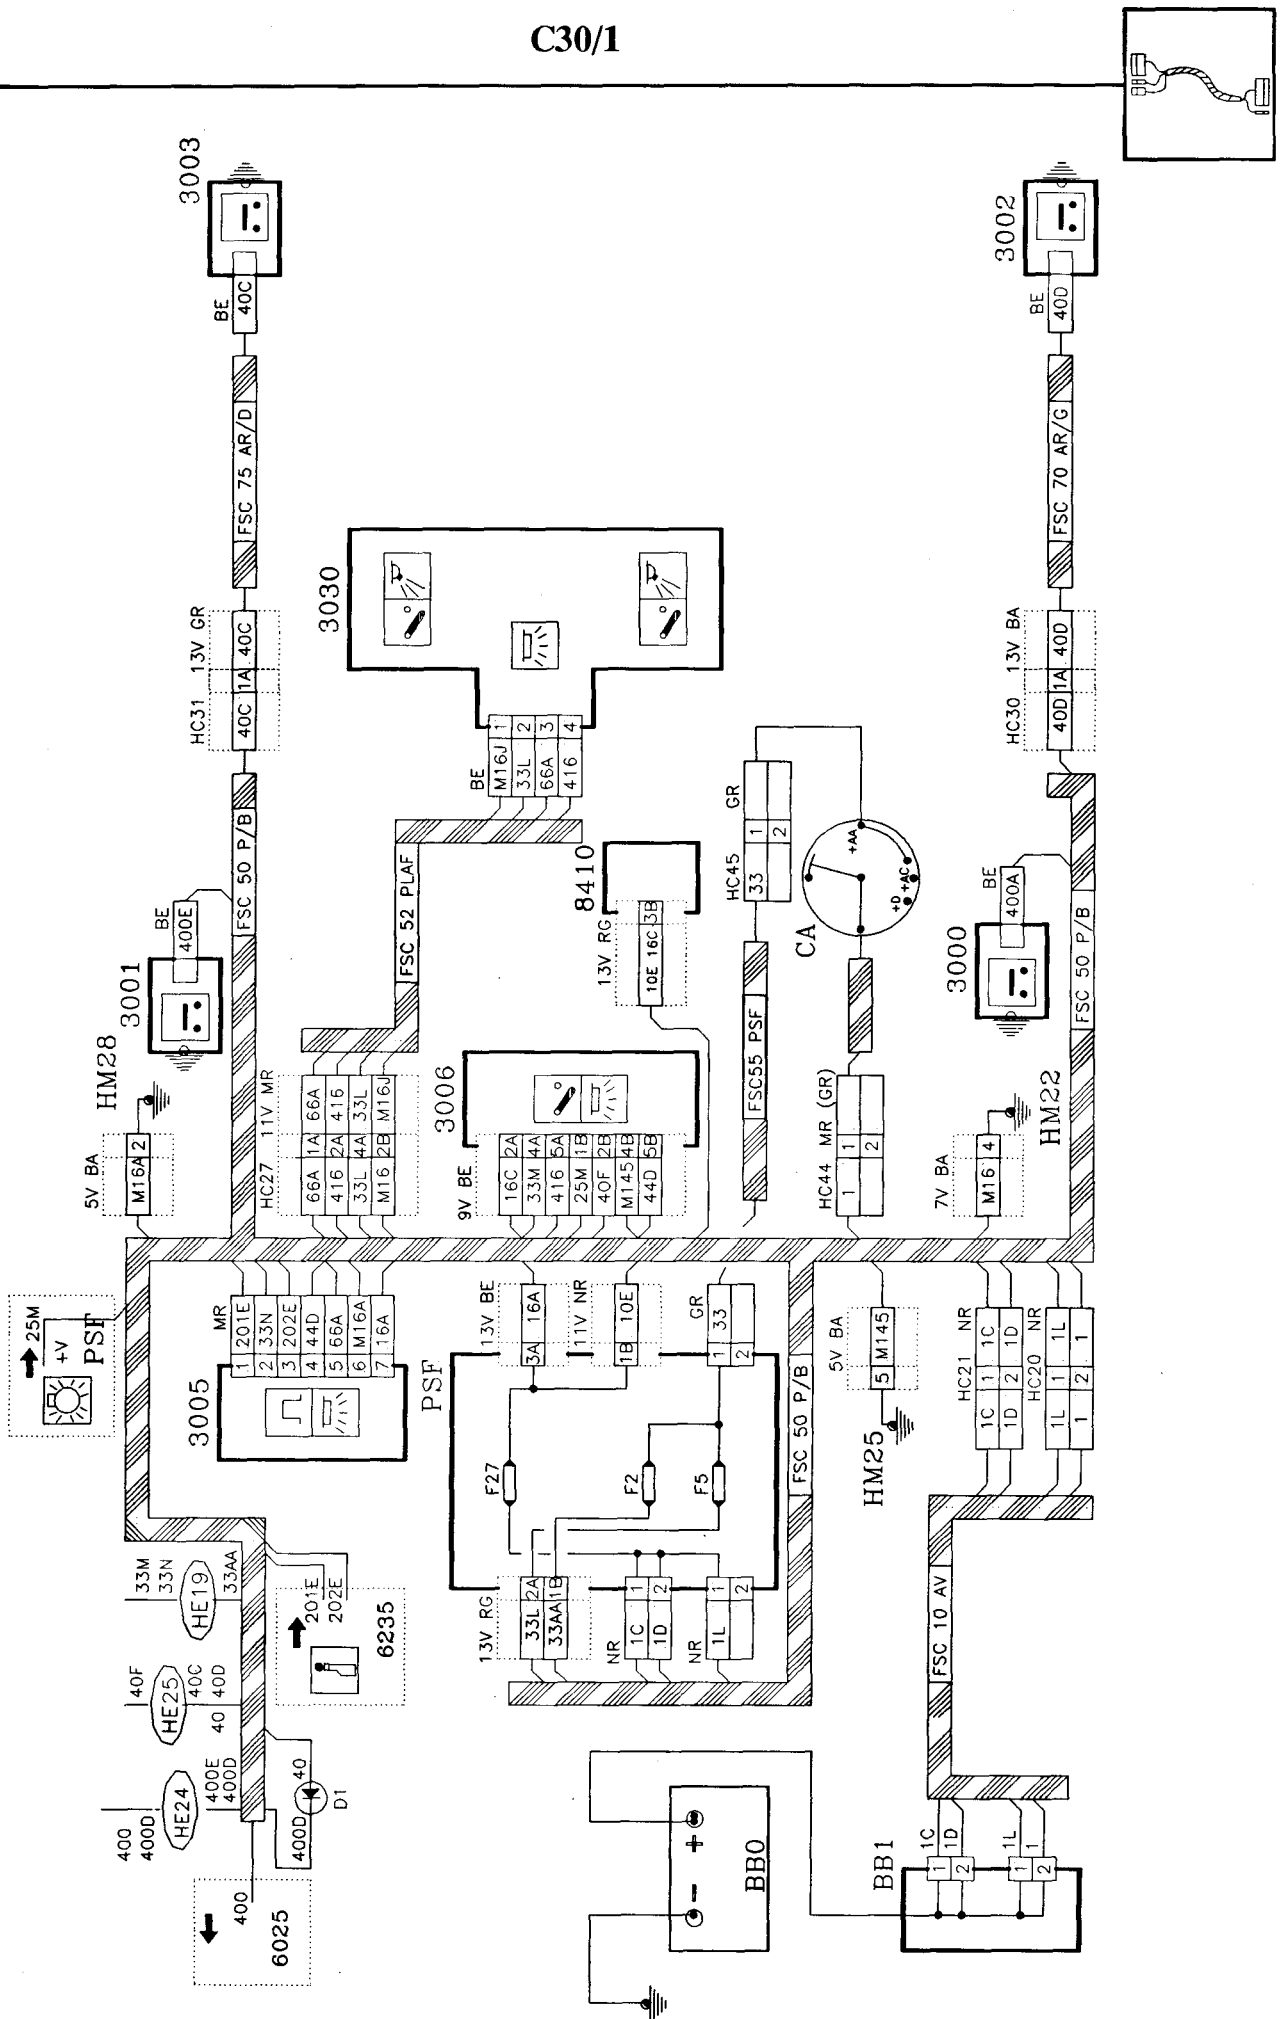 C30/1
3003
BE
40C
FSC 75 AR/D
HC31
13V GR
40C
1A
40C
FSC 50 P/B
3001
BE
400E
HM28
5V BA
M16A
2
3030
BE
M16J
1
33L
2
66A
3
416
4
FSC 52 PLAF
HC27
11V MR
66A
1A
66A
416
2A
416
33L
4A
33L
M16
2B
M16J
3006
9V BE
16C
2A
33M
4A
416
5A
25M
1B
40F
2B
M145
4B
44D
5B
8410
13V RG
10E
16C
3B
HC45
GR
33
1
2
FSC55 PSF
CA
+AA
+AC
+D
HC44
MR (GR)
1
1
2
3002
BE
40D
FSC 70 AR/G
HC30
13V BA
40D
1A
40D
3000
BE
400A
FSC 50 P/B
HM22
7V BA
M16
4
25M
+V
PSF
3005
MR
1
201E
2
33N
3
202E
4
44D
5
66A
6
M16A
7
16A
PSF
13V BE
3A
16A
11V NR
1B
10E
GR
1
33
2
F27
F2
F5
13V RG
33L
2A
33AA
1B
NR
1C
1
1D
2
NR
1L
1
2
FSC 50 P/B
5V BA
5
M145
HM25
HC21
NR
1C
1
1C
1D
2
1D
HC20
NR
1L
1
1L
1
2
1
FSC 10 AV
33M
33N
HE19
33AA
201E
202E
6235
40F
HE25
40C
40
40D
400
400D
HE24
400E
400D
40
D1
400D
400
6025
+
-
BB0
BB1
1C
1
1D
2
1L
1
1
2